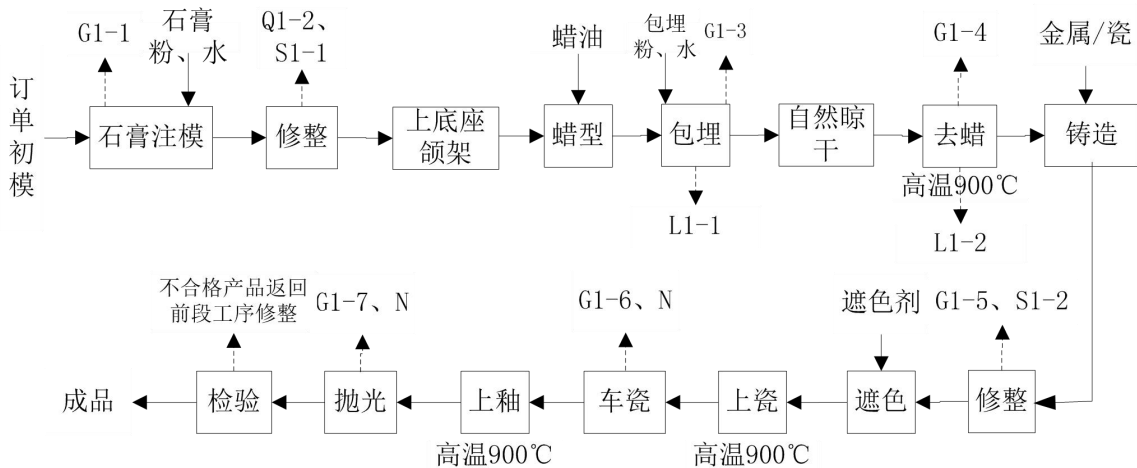 G1-1
石膏
粉、水
Q1-2、
S1-1
蜡油
包埋
粉、水
G1-3
G1-4
金属/瓷
订
单
初
模
石膏注模
修整
上底座
颌架
蜡型
包埋
自然晾
干
去蜡
铸造
高温900℃
L1-1
L1-2
不合格产品返回
前段工序修整
G1-7、N
G1-6、N
遮色剂
G1-5、S1-2
成品
检验
抛光
上釉
车瓷
上瓷
遮色
修整
高温900℃
高温900℃